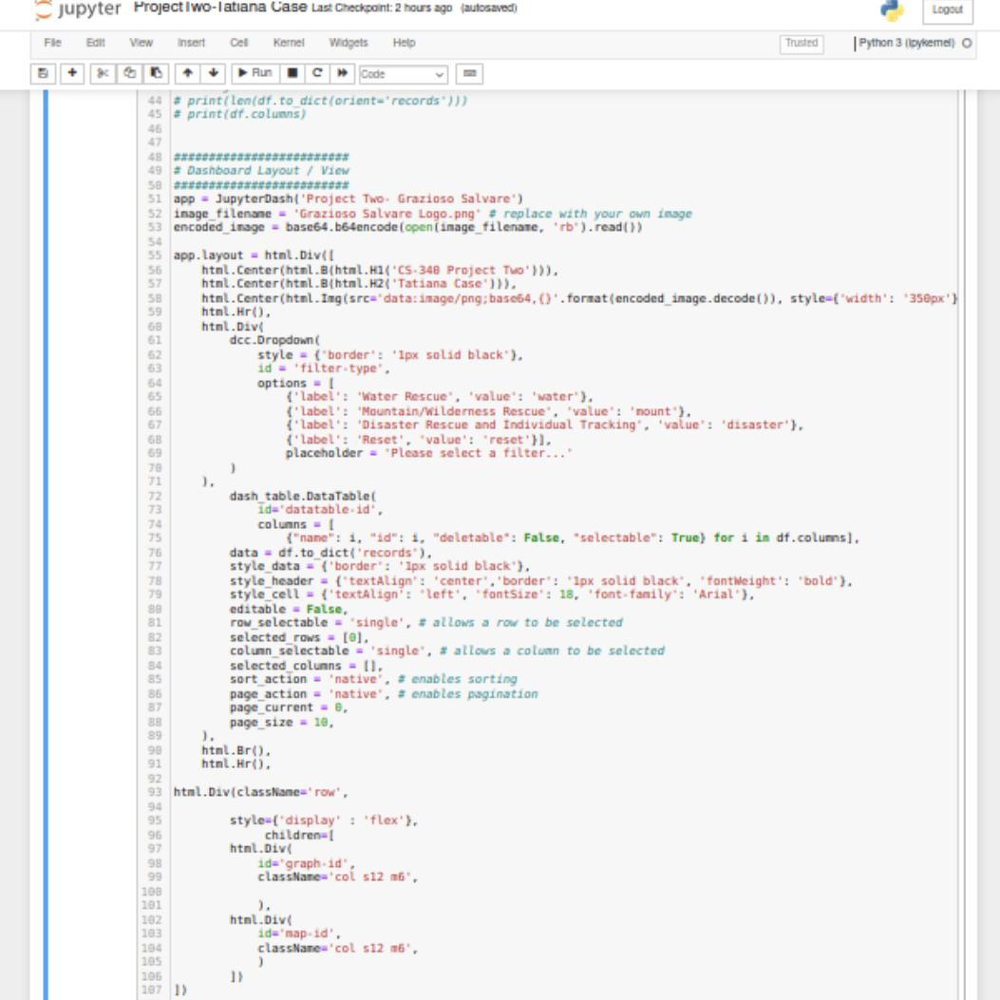 jupyter ProjectTwo-Tatiana Case Last Checkpoint: 2 hours ago (autosaved) Logout
File Edit View Insert Cell Kernel Widgets Help Trusted Python 3 (ipykernel)
Run Code
44 # print(len(df.to_dict(orient='records')))
45 # print(df.columns)
46
47
48 #########################
49 # Dashboard Layout / View
50 #########################
51 app = JupyterDash('Project Two- Grazioso Salvare')
52 image_filename = 'Grazioso Salvare Logo.png' # replace with your own image
53 encoded_image = base64.b64encode(open(image_filename, 'rb').read())
54
55 app.layout = html.Div([
56     html.Center(html.B(html.H1('CS-340 Project Two'))),
57     html.Center(html.B(html.H2('Tatiana Case'))),
58     html.Center(html.Img(src='data:image/png;base64,{}'.format(encoded_image.decode()), style={'width': '350px'}
59     html.Hr(),
60     html.Div(
61         dcc.Dropdown(
62             style = {'border': '1px solid black'},
63             id = 'filter-type',
64             options = [
65                 {'label': 'Water Rescue', 'value': 'water'},
66                 {'label': 'Mountain/Wilderness Rescue', 'value': 'mount'},
67                 {'label': 'Disaster Rescue and Individual Tracking', 'value': 'disaster'},
68                 {'label': 'Reset', 'value': 'reset'}],
69                 placeholder = 'Please select a filter...'
70         )
71     ),
72         dash_table.DataTable(
73             id='datatable-id',
74             columns = [
75                 {"name": i, "id": i, "deletable": False, "selectable": True} for i in df.columns],
76         data = df.to_dict('records'),
77         style_data = {'border': '1px solid black'},
78         style_header = {'textAlign': 'center','border': '1px solid black', 'fontWeight': 'bold'},
79         style_cell = {'textAlign': 'left', 'fontSize': 18, 'font-family': 'Arial'},
80         editable = False,
81         row_selectable = 'single', # allows a row to be selected
82         selected_rows = [0],
83         column_selectable = 'single', # allows a column to be selected
84         selected_columns = [],
85         sort_action = 'native', # enables sorting
86         page_action = 'native', # enables pagination
87         page_current = 0,
88         page_size = 10,
89     ),
90     html.Br(),
91     html.Hr(),
92
93 html.Div(className='row',
94
95         style={'display' : 'flex'},
96              children=[
97         html.Div(
98             id='graph-id',
99             className='col s12 m6',
100
101             ),
102         html.Div(
103             id='map-id',
104             className='col s12 m6',
105             )
106         ])
107 ])